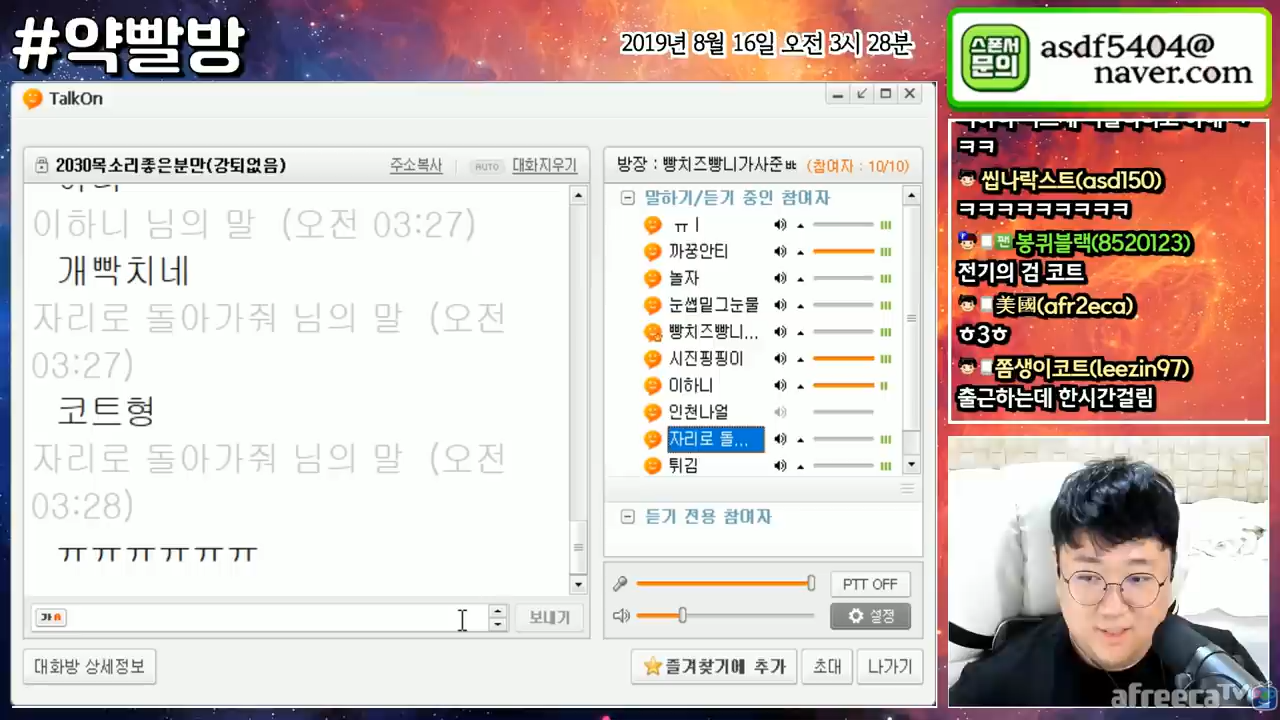 #약빨방
2019년 8월 16일 오전 3시 28분
스폰서
문의
asdf5404@
naver.com
TalkOn
2030목소리좋은분만(강퇴없음)
주소복사
AUTO
대화지우기
이하니 님의 말 (오전 03:27)
개빡치네
자리로 돌아가줘 님의 말 (오전
03:27)
코트형
자리로 돌아가줘 님의 말 (오전
03:28)
ㅠㅠㅠㅠㅠㅠ
가
보내기
대화방 상세정보
방장 : 빵치즈빵니가사준ㅃ (참여자 : 10/10)
말하기/듣기 중인 참여자
ㅠㅣ
까꿍안티
놀자
눈썹밑그눈물
빵치즈빵니...
시진핑핑이
이하니
인천나얼
자리로 돌...
튀김
듣기 전용 참여자
PTT OFF
설정
즐겨찾기에 추가
초대
나가기
ㅋㅋ
씹나락스트(asd150)
ㅋㅋㅋㅋㅋㅋㅋㅋㅋ
팬 봉퀴블랙(8520123)
전기의 검 코트
美國(afr2eca)
ㅎ3ㅎ
쫌생이코트(leezin97)
출근하는데 한시간걸림
afreecaTV